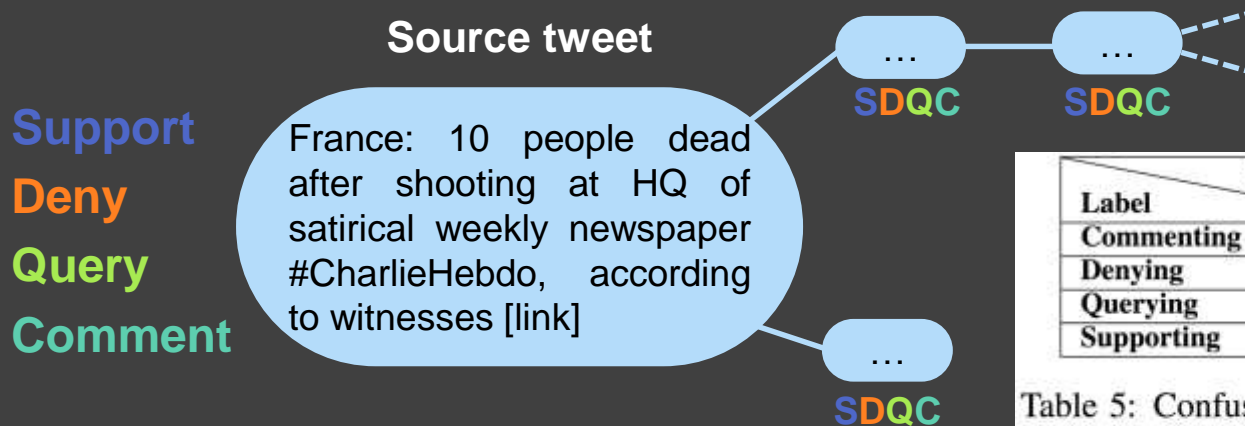 Source tweet
Support
Deny
Query
Comment
France: 10 people dead
after shooting at HQ of
satirical weekly newspaper
#CharlieHebdo, according
to witnesses [link]
...
SDQC
...
SDQC
...
SDQC
Label
Commenting
Denying
Querying
Supporting
Table 5: